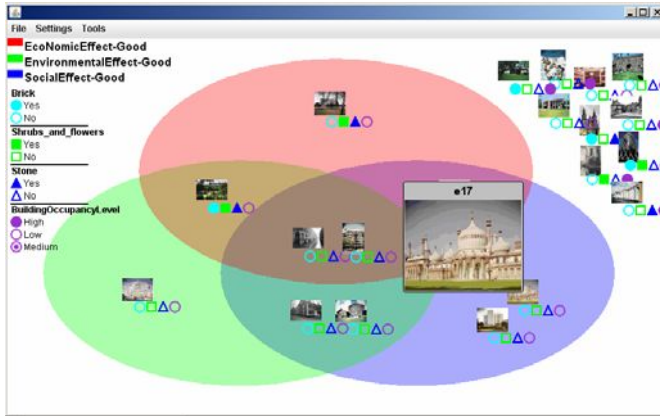 File Settings Tools
EcoNomicEffect-Good
EnvironmentalEffect-Good
SocialEffect-Good
Brick
Yes
No
Shrubs_and_flowers
Yes
No
Stone
Yes
No
BuildingOccupancyLevel
High
Low
Medium
e17